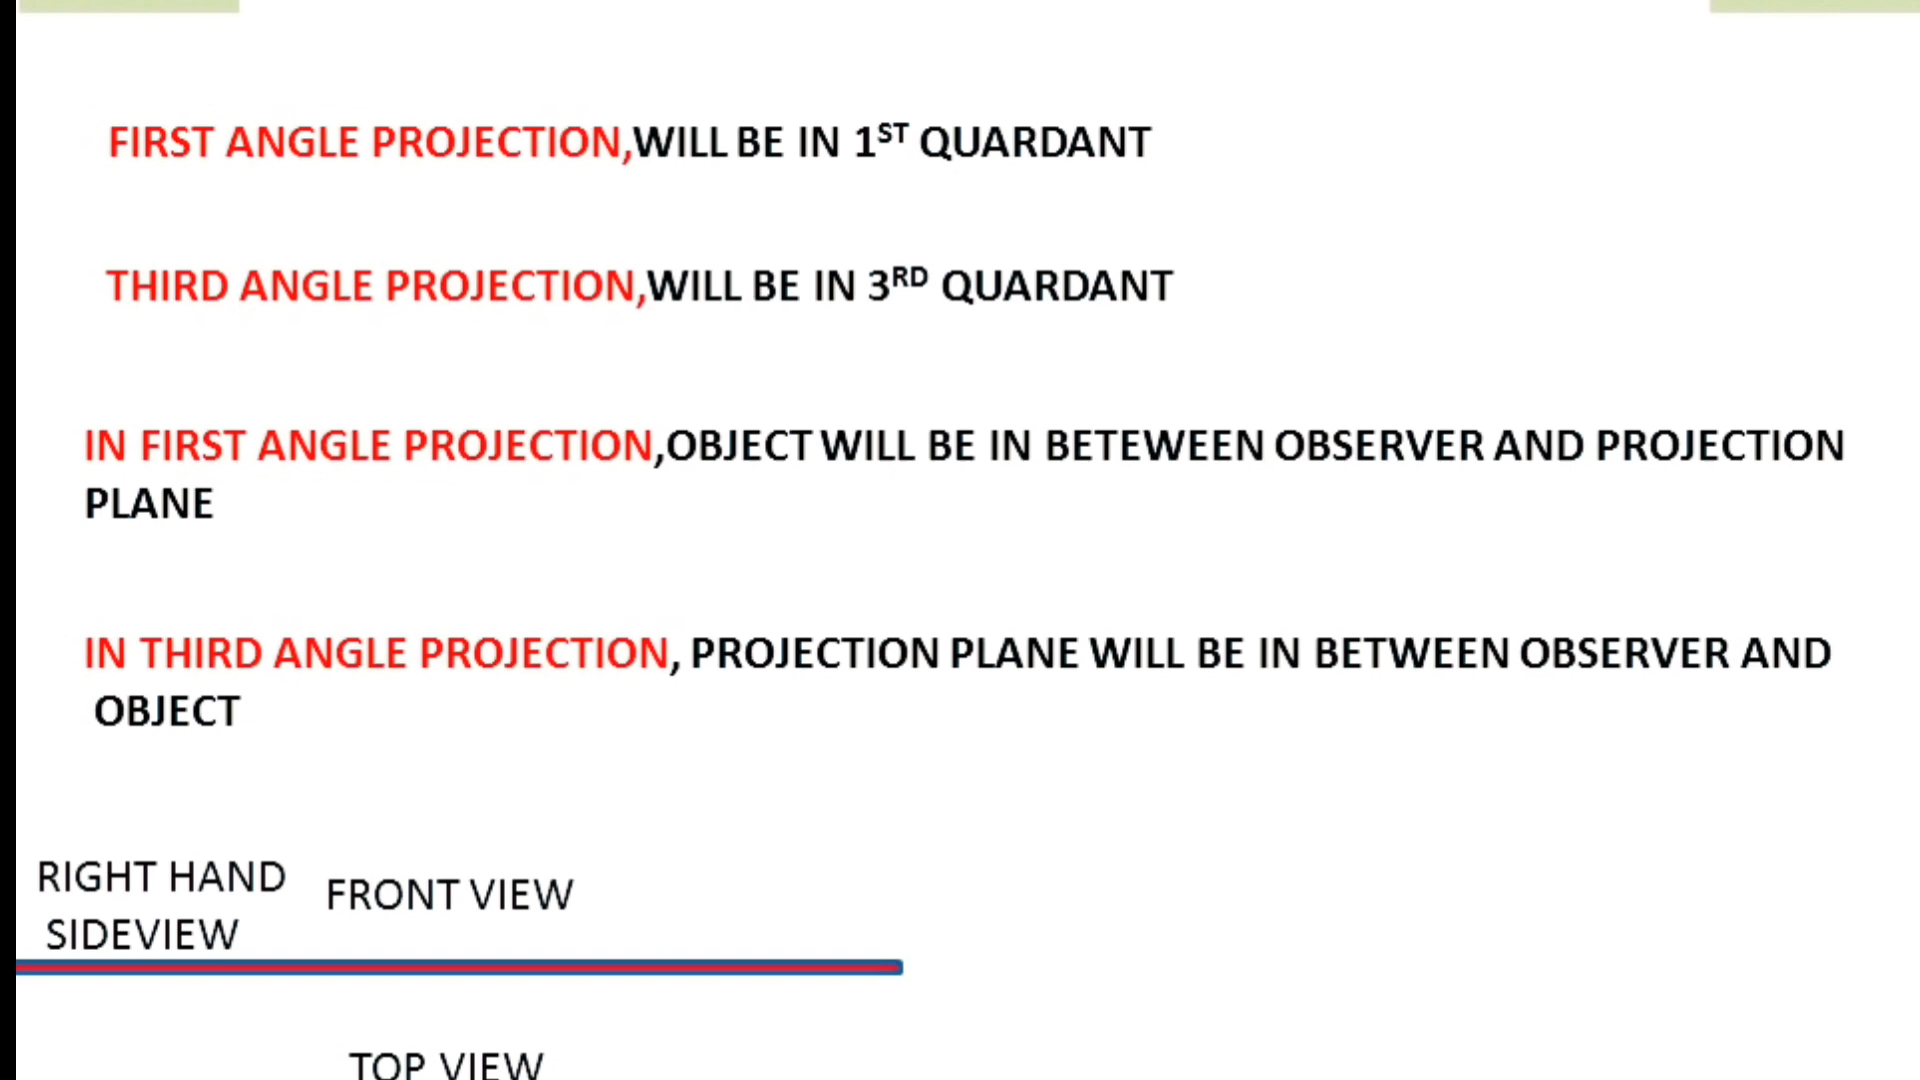 FIRST ANGLE PROJECTION,WILL BE IN 1ST QUARDANT
THIRD ANGLE PROJECTION,WILL BE IN 3RD QUARDANT
IN FIRST ANGLE PROJECTION,OBJECT WILL BE IN BETEWEEN OBSERVER AND PROJECTION
PLANE
IN THIRD ANGLE PROJECTION, PROJECTION PLANE WILL BE IN BETWEEN OBSERVER AND
OBJECT
RIGHT HAND
SIDEVIEW
FRONT VIEW
TOP VIEW